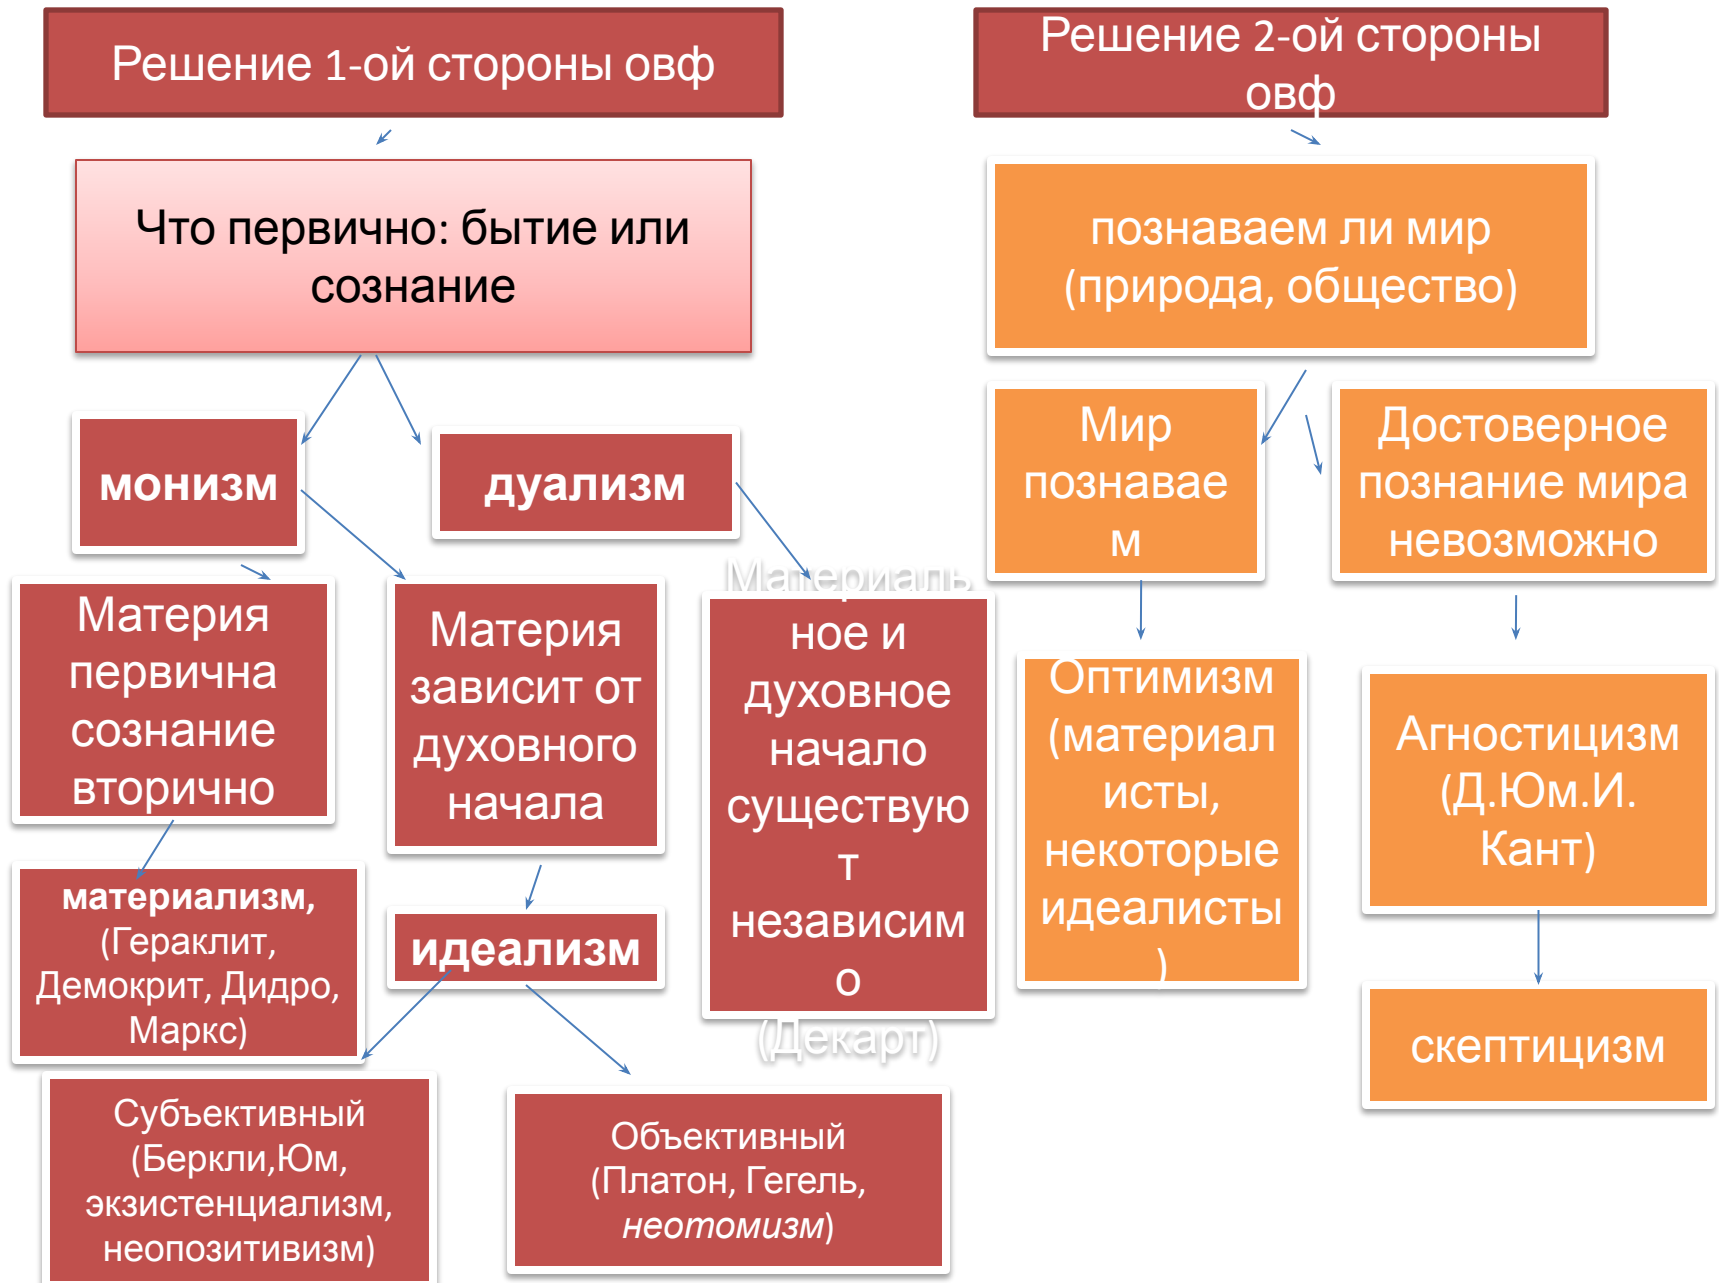 Решение 1-ой стороны овф
Что первично: бытие или
сознание
монизм
дуализм
Материя
первична
сознание
вторично
Материя
зависит от
духовного
начала
Материаль
ное и
духовное
начало
существую
т
независим
о
(Декарт)
материализм,
(Гераклит,
Демокрит, Дидро,
Маркс)
идеализм
Субъективный
(Беркли,Юм,
экзистенциализм,
неопозитивизм)
Объективный
(Платон, Гегель,
неотомизм)
Решение 2-ой стороны
овф
познаваем ли мир
(природа, общество)
Мир
познавае
м
Достоверное
познание мира
невозможно
Оптимизм
(материал
исты,
некоторые
идеалисты
)
Агностицизм
(Д.Юм.И.
Кант)
скептицизм